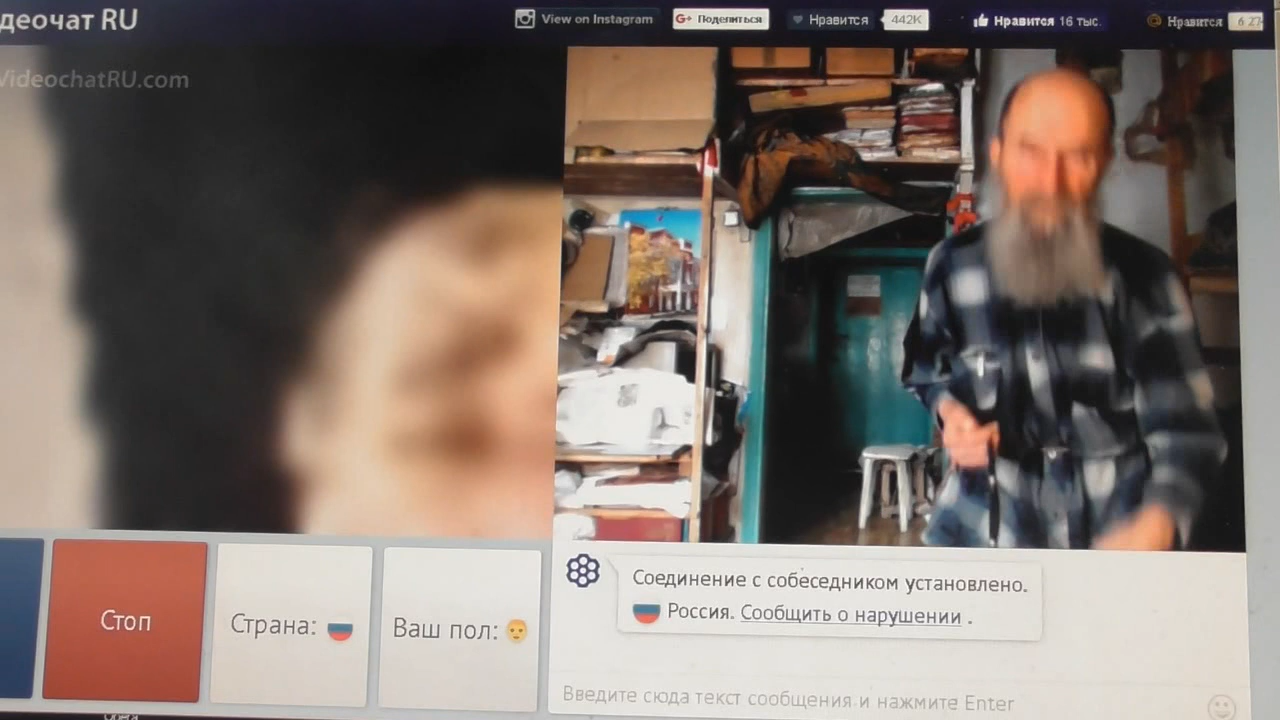 деочат RU
View on Instagram
G+ Поделиться
Нравится 442K
Нравится 16 тыс.
Нравится
VideochatRU.com
Стоп
Страна:
Ваш пол:
Соединение с собеседником установлено.
Россия. Сообщить о нарушении .
Введите сюда текст сообщения и нажмите Enter